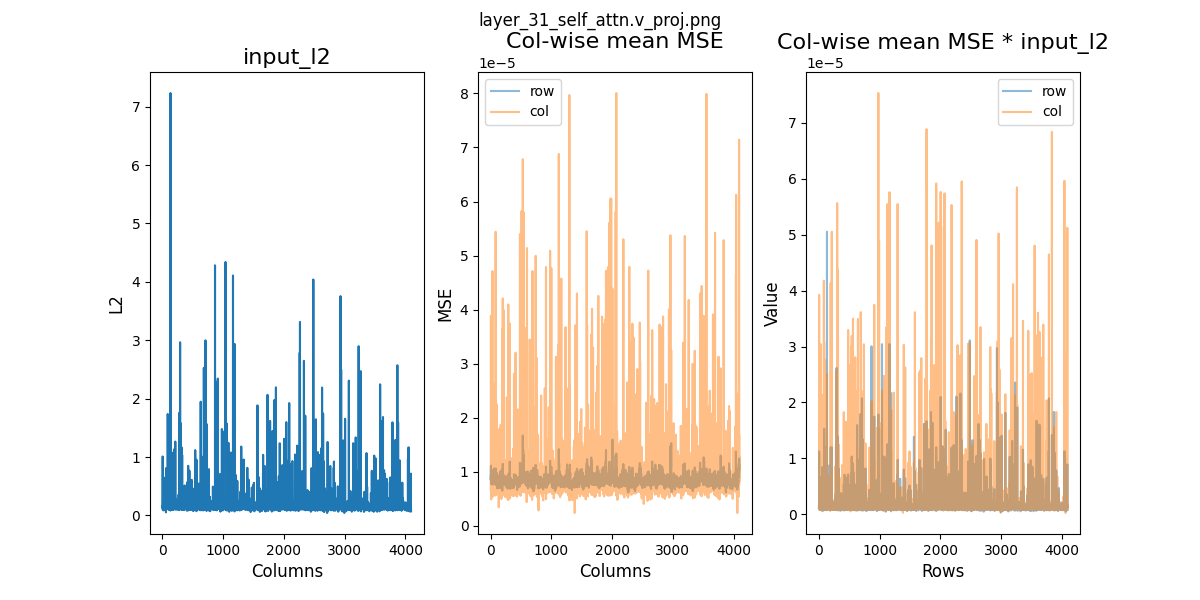 layer_31_self_attn.v_proj.png
input_l2
L2
7
6
5
4
3
2
1
0
0 1000 2000 3000 4000
Columns
Col-wise mean MSE
1e−5
row
col
MSE
8
7
6
5
4
3
2
1
0
0 1000 2000 3000 4000
Columns
Col-wise mean MSE * input_l2
1e−5
row
col
Value
7
6
5
4
3
2
1
0
0 1000 2000 3000 4000
Rows